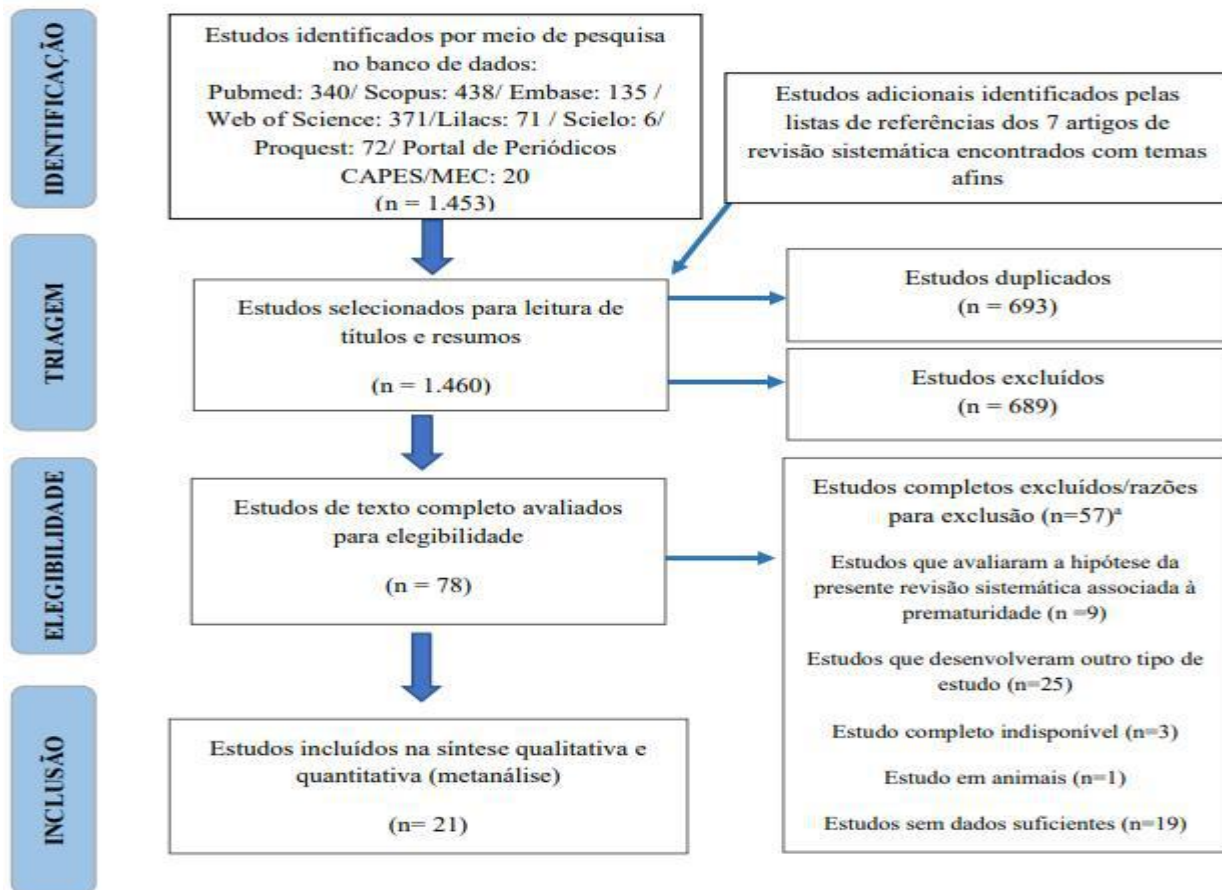 IDENTIFICAÇÃO
Estudos identificados por meio de pesquisa
no banco de dados:
Pubmed: 340/ Scopus: 438/ Embase: 135 /
Web of Science: 371/Lilacs: 71 / Scielo: 6/
Proquest: 72/ Portal de Periódicos
CAPES/MEC: 20
(n = 1.453)
Estudos adicionais identificados pelas
listas de referências dos 7 artigos de
revisão sistemática encontrados com temas
afins
TRIAGEM
Estudos selecionados para leitura de
títulos e resumos
(n = 1.460)
Estudos duplicados
(n = 693)
Estudos excluídos
(n = 689)
ELEGIBILIDADE
Estudos de texto completo avaliados
para elegibilidade
(n = 78)
Estudos completos excluídos/razões
para exclusão (n=57)ª
Estudos que avaliaram a hipótese da
presente revisão sistemática associada à
prematuridade (n =9)
Estudos que desenvolveram outro tipo de
estudo (n=25)
Estudo completo indisponível (n=3)
Estudo em animais (n=1)
Estudos sem dados suficientes (n=19)
INCLUSÃO
Estudos incluídos na síntese qualitativa e
quantitativa (metanálise)
(n= 21)